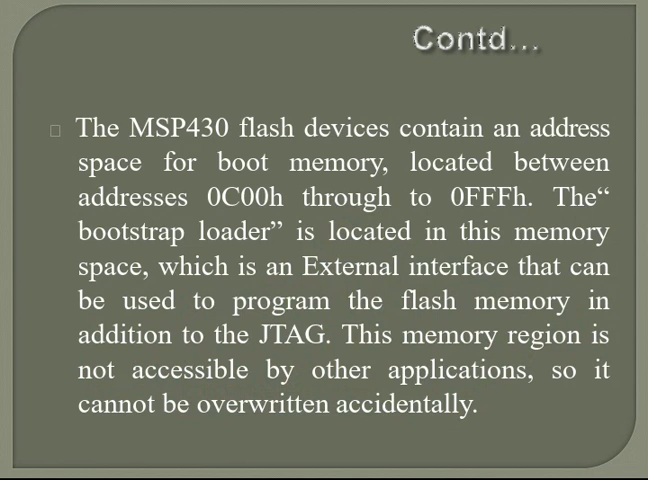 Contd...
The MSP430 flash devices contain an address
space for boot memory, located between
addresses 0C00h through to 0FFFh. The“
bootstrap loader” is located in this memory
space, which is an External interface that can
be used to program the flash memory in
addition to the JTAG. This memory region is
not accessible by other applications, so it
cannot be overwritten accidentally.